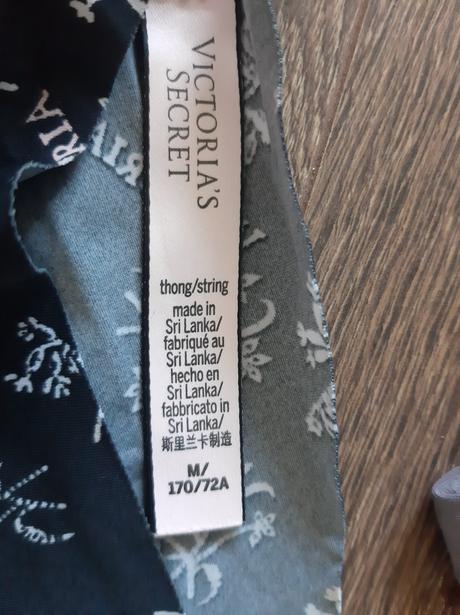 VICTORIA'S
SECRET
thong/string
made in
Sri Lanka/
fabriqué au
Sri Lanka/
hecho en
Sri Lanka/
fabbricato in
Sri Lanka/
斯里兰卡制造
M/
170/72A
RIA